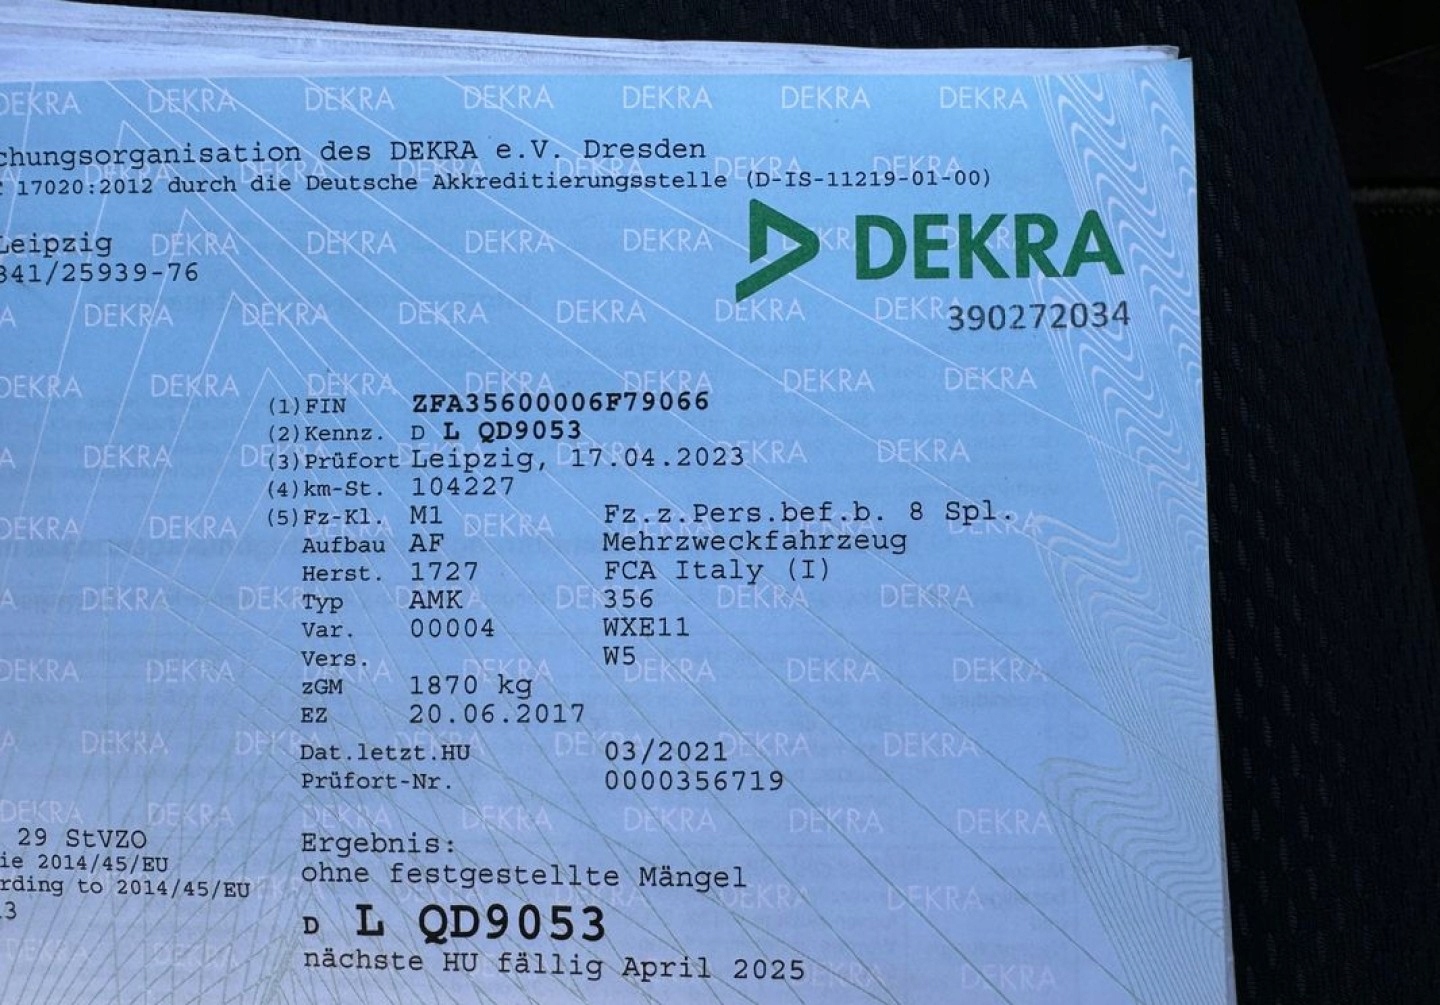 chungsorganisation des DEKRA e.V. Dresden
17020:2012 durch die Deutsche Akkreditierungsstelle (D-IS-11219-01-00)
DEKRA
Leipzig
341/25939-76
390272034
(1)FIN ZFA35600006F79066
(2)Kennz. D L QD9053
(3)Prüfort Leipzig, 17.04.2023
(4)km-St. 104227
(5)Fz-Kl. M1 Fz.z.Pers.bef.b. 8 Spl.
Aufbau AF Mehrzweckfahrzeug
Herst. 1727 FCA Italy (I)
Typ AMK 356
Var. 00004 WXE11
Vers. W5
zGM 1870 kg
EZ 20.06.2017
Dat.letzt.HU 03/2021
Prüfort-Nr. 0000356719
29 StVZO
ie 2014/45/EU
rding to 2014/45/EU
Ergebnis:
ohne festgestellte Mängel
D L QD9053
nächste HU fällig April 2025